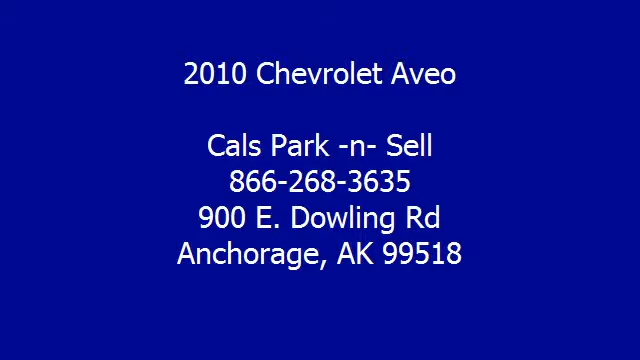 2010 Chevrolet Aveo
Cals Park -n- Sell
866-268-3635
900 E. Dowling Rd
Anchorage, AK 99518